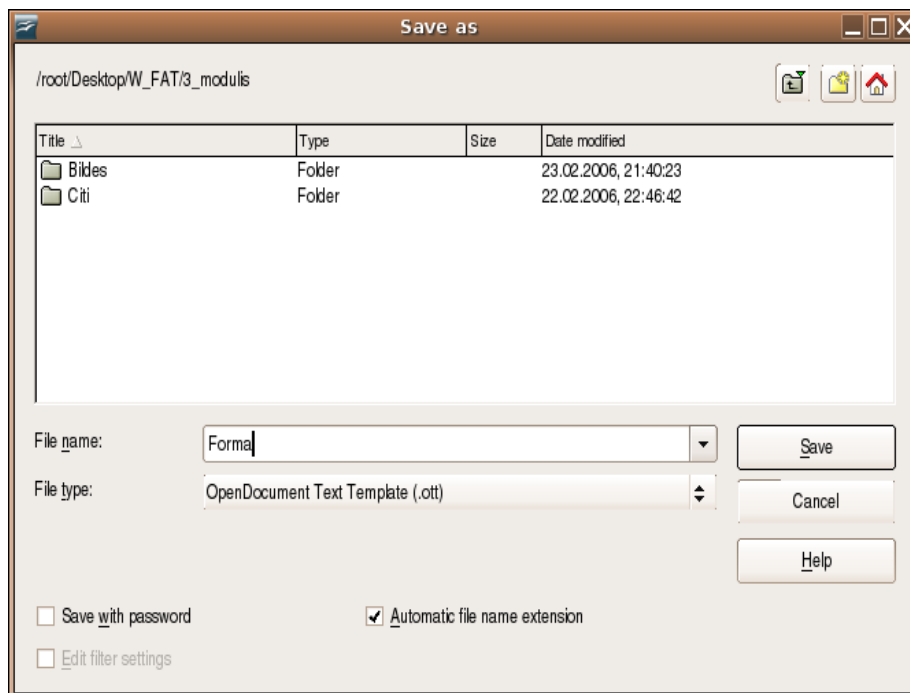 Save as
/root/Desktop/W_FAT/3_modulis
Title Type Size Date modified
Bildes Folder 23.02.2006, 21:40:23
Citi Folder 22.02.2006, 22:46:42
File name: Forma Save
File type: OpenDocument Text Template (.ott) Cancel
Help
Save with password Automatic file name extension
Edit filter settings